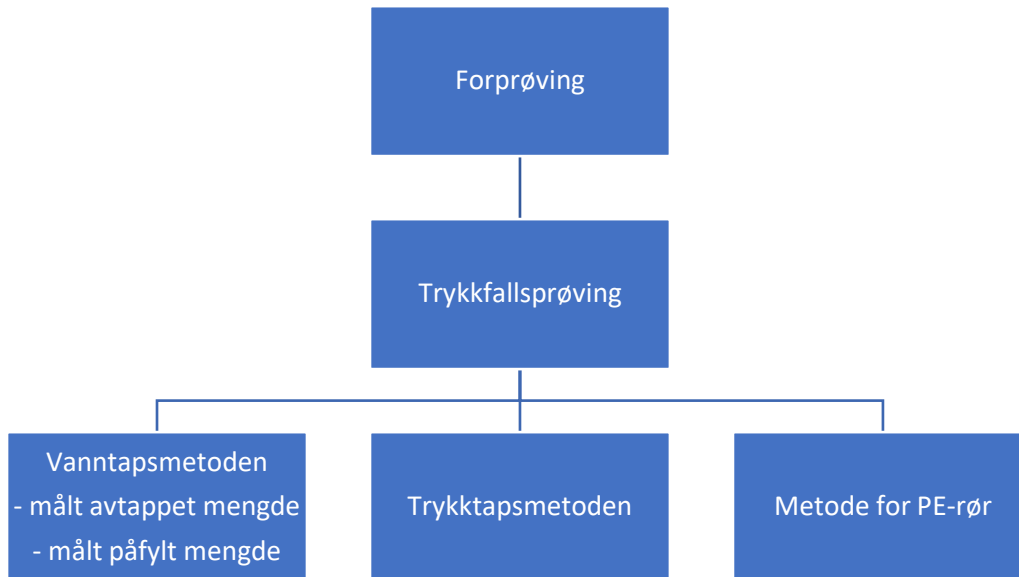 Forprøving
Trykkfallsprøving
Vanntapsmetoden
- målt avtappet mengde
- målt påfylt mengde
Trykktapsmetoden
Metode for PE-rør